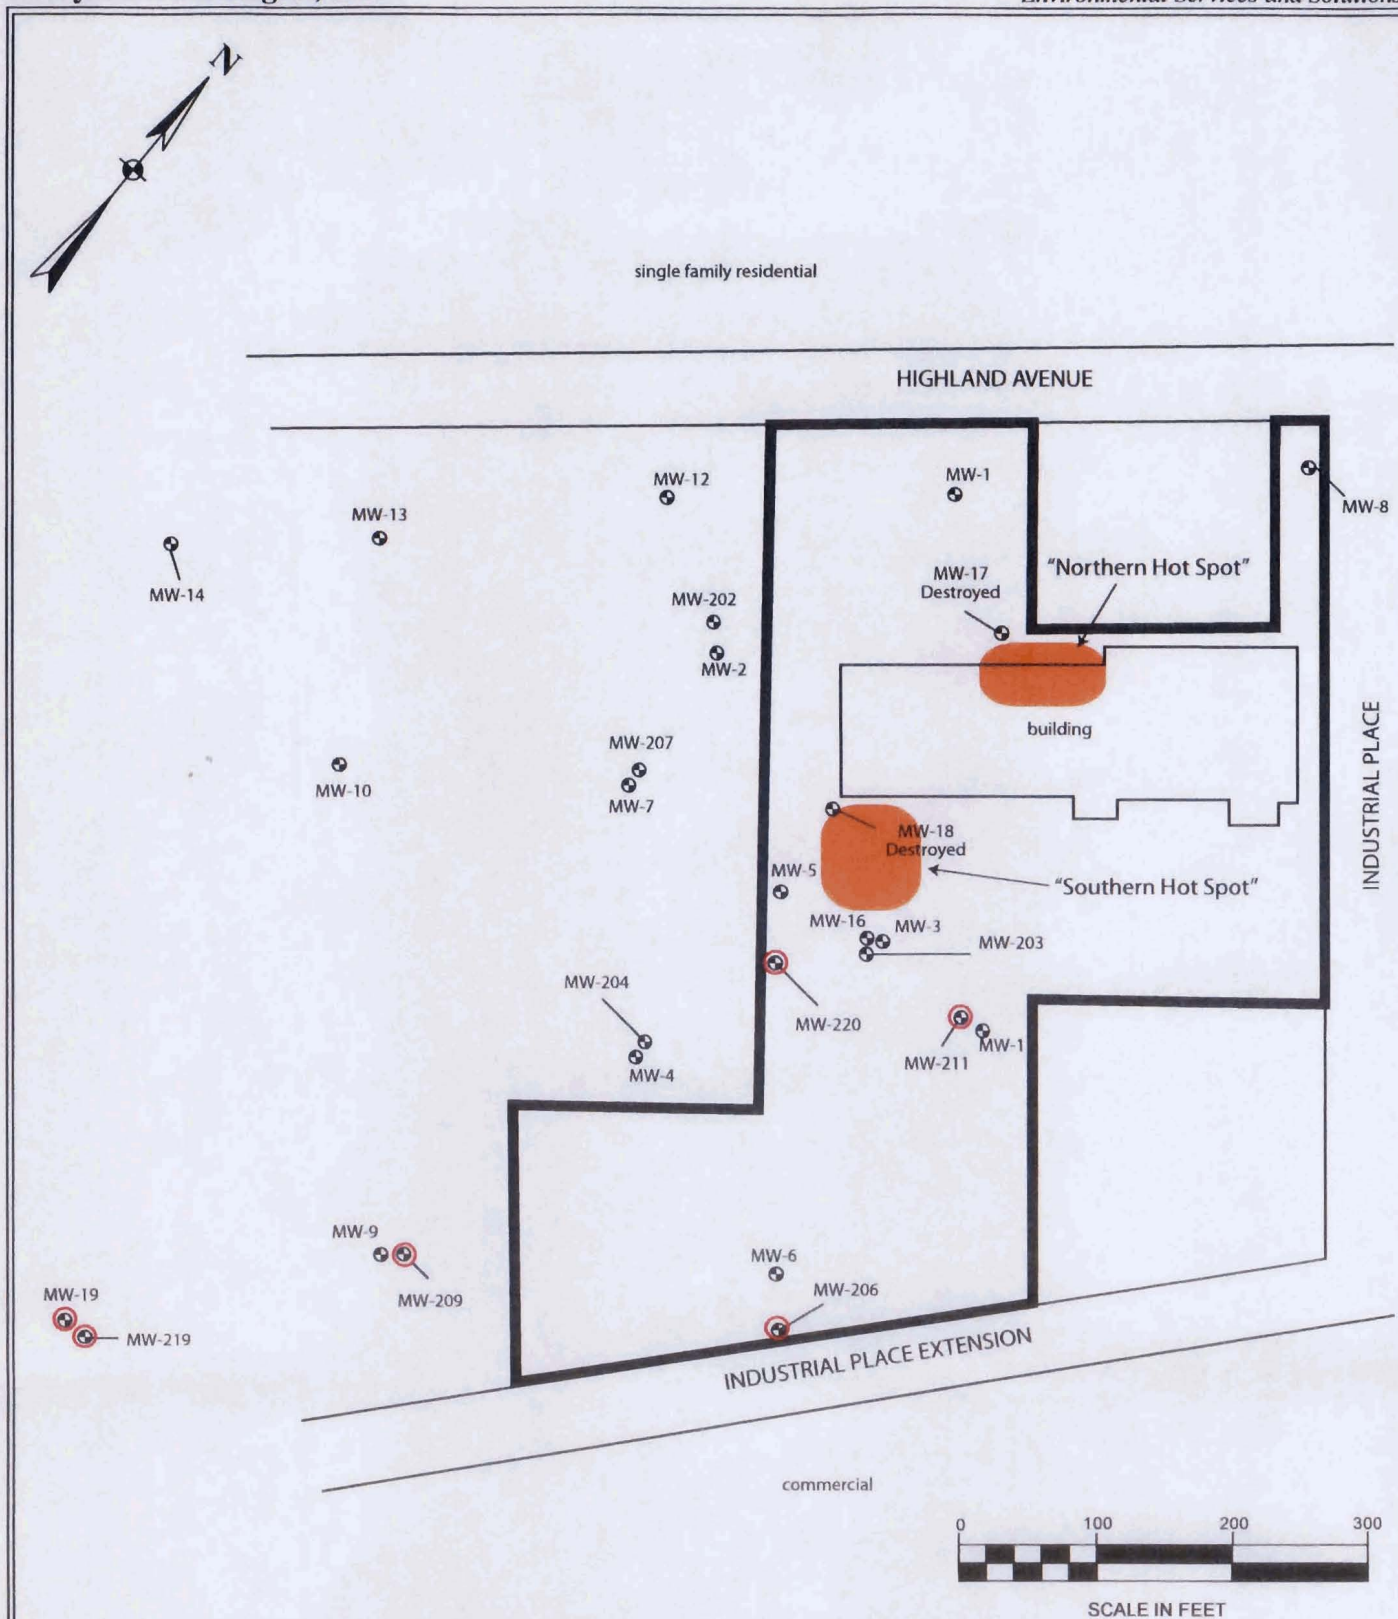 Environmental Services and Solutions
N
single family residential
HIGHLAND AVENUE
MW-12
MW-1
MW-8
MW-13
MW-14
MW-17
Destroyed
"Northern Hot Spot"
MW-202
MW-2
building
INDUSTRIAL PLACE
MW-207
MW-7
MW-10
MW-18
Destroyed
MW-5
"Southern Hot Spot"
MW-16
MW-3
MW-203
MW-204
MW-220
MW-4
MW-211
MW-1
MW-9
MW-209
MW-6
MW-206
MW-19
MW-219
INDUSTRIAL PLACE EXTENSION
commercial
0 100 200 300
SCALE IN FEET